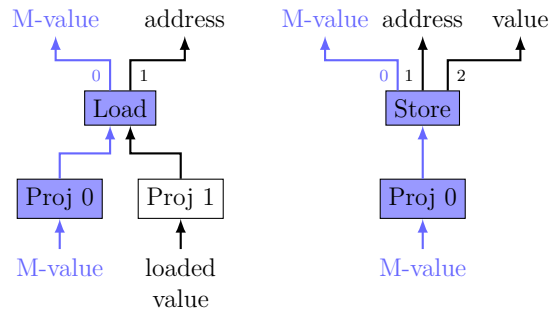 M-value address
0 1
Load
Proj 0 Proj 1
M-value loaded
value
M-value address value
0 1 2
Store
Proj 0
M-value